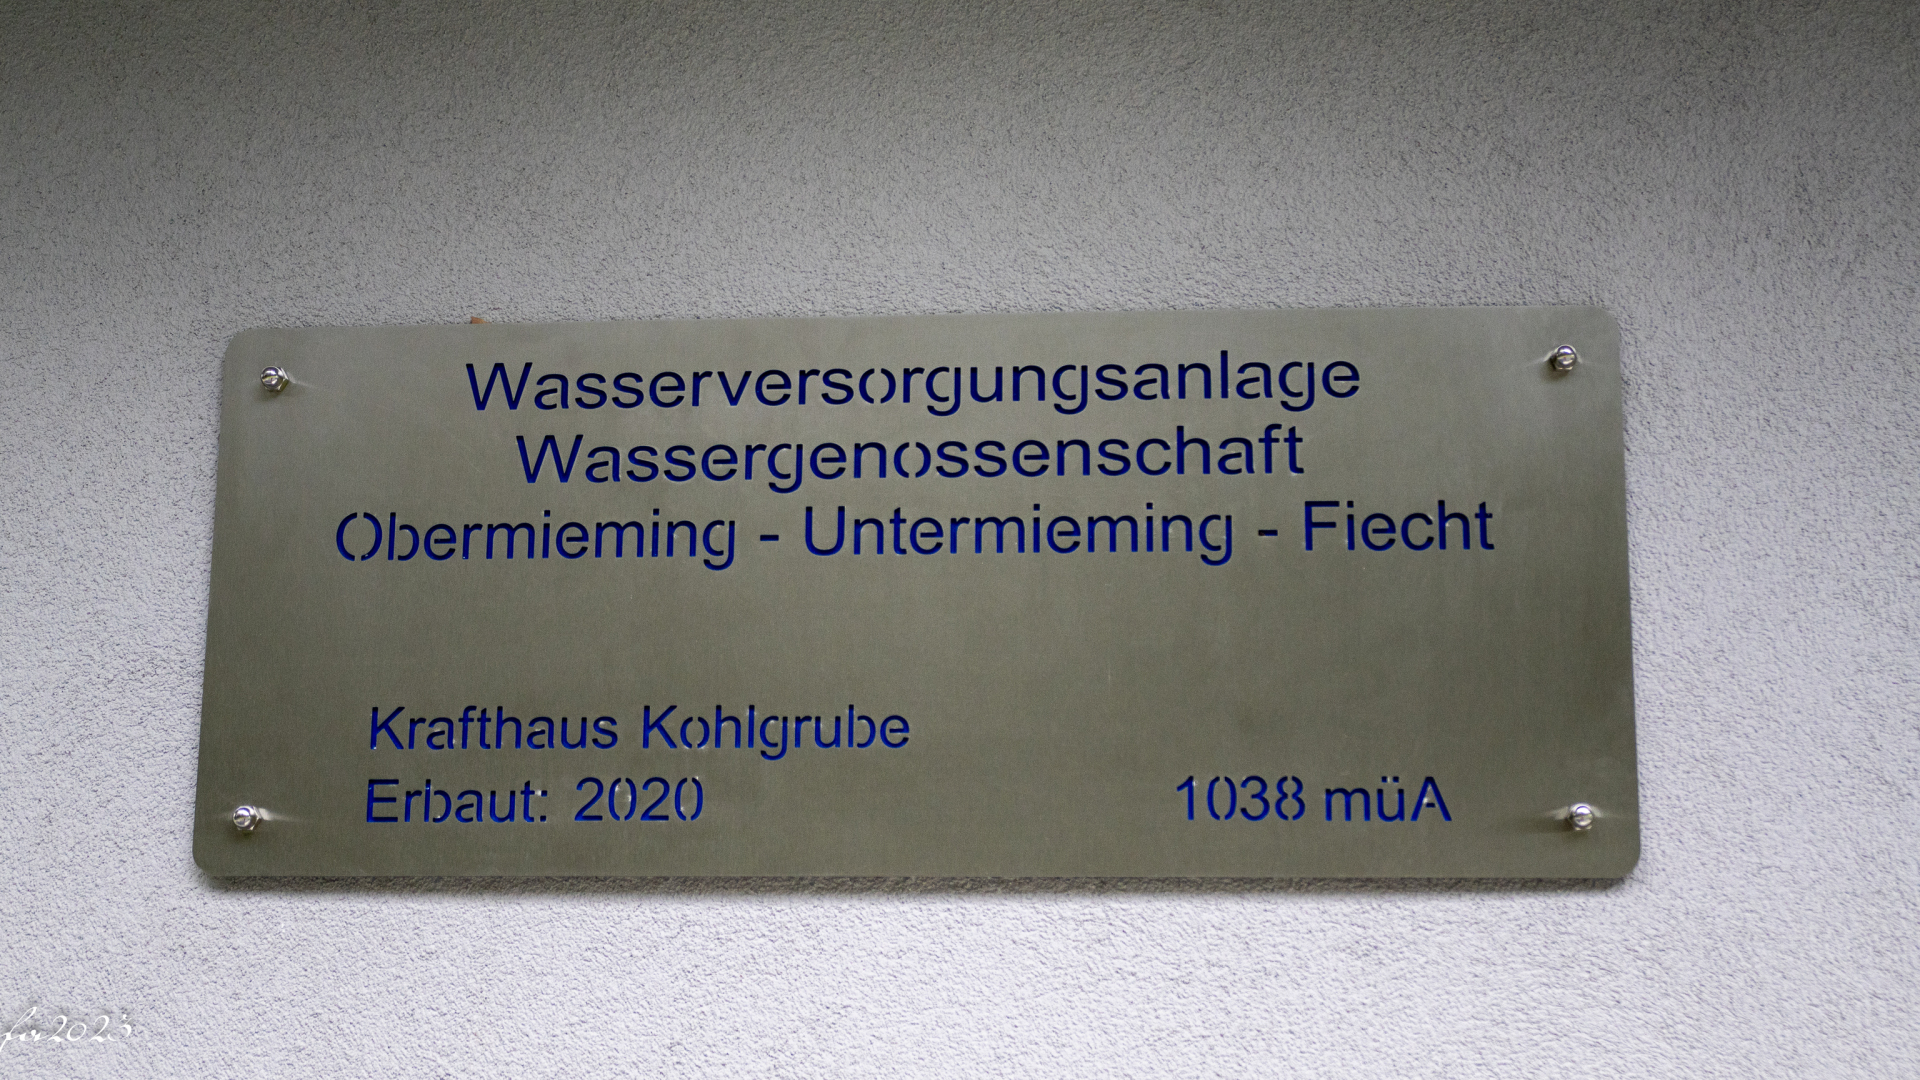 Wasserversorgungsanlage
Wassergenossenschaft
Obermieming - Untermieming - Fiecht
Krafthaus Kohlgrube
Erbaut: 2020 1038 müA